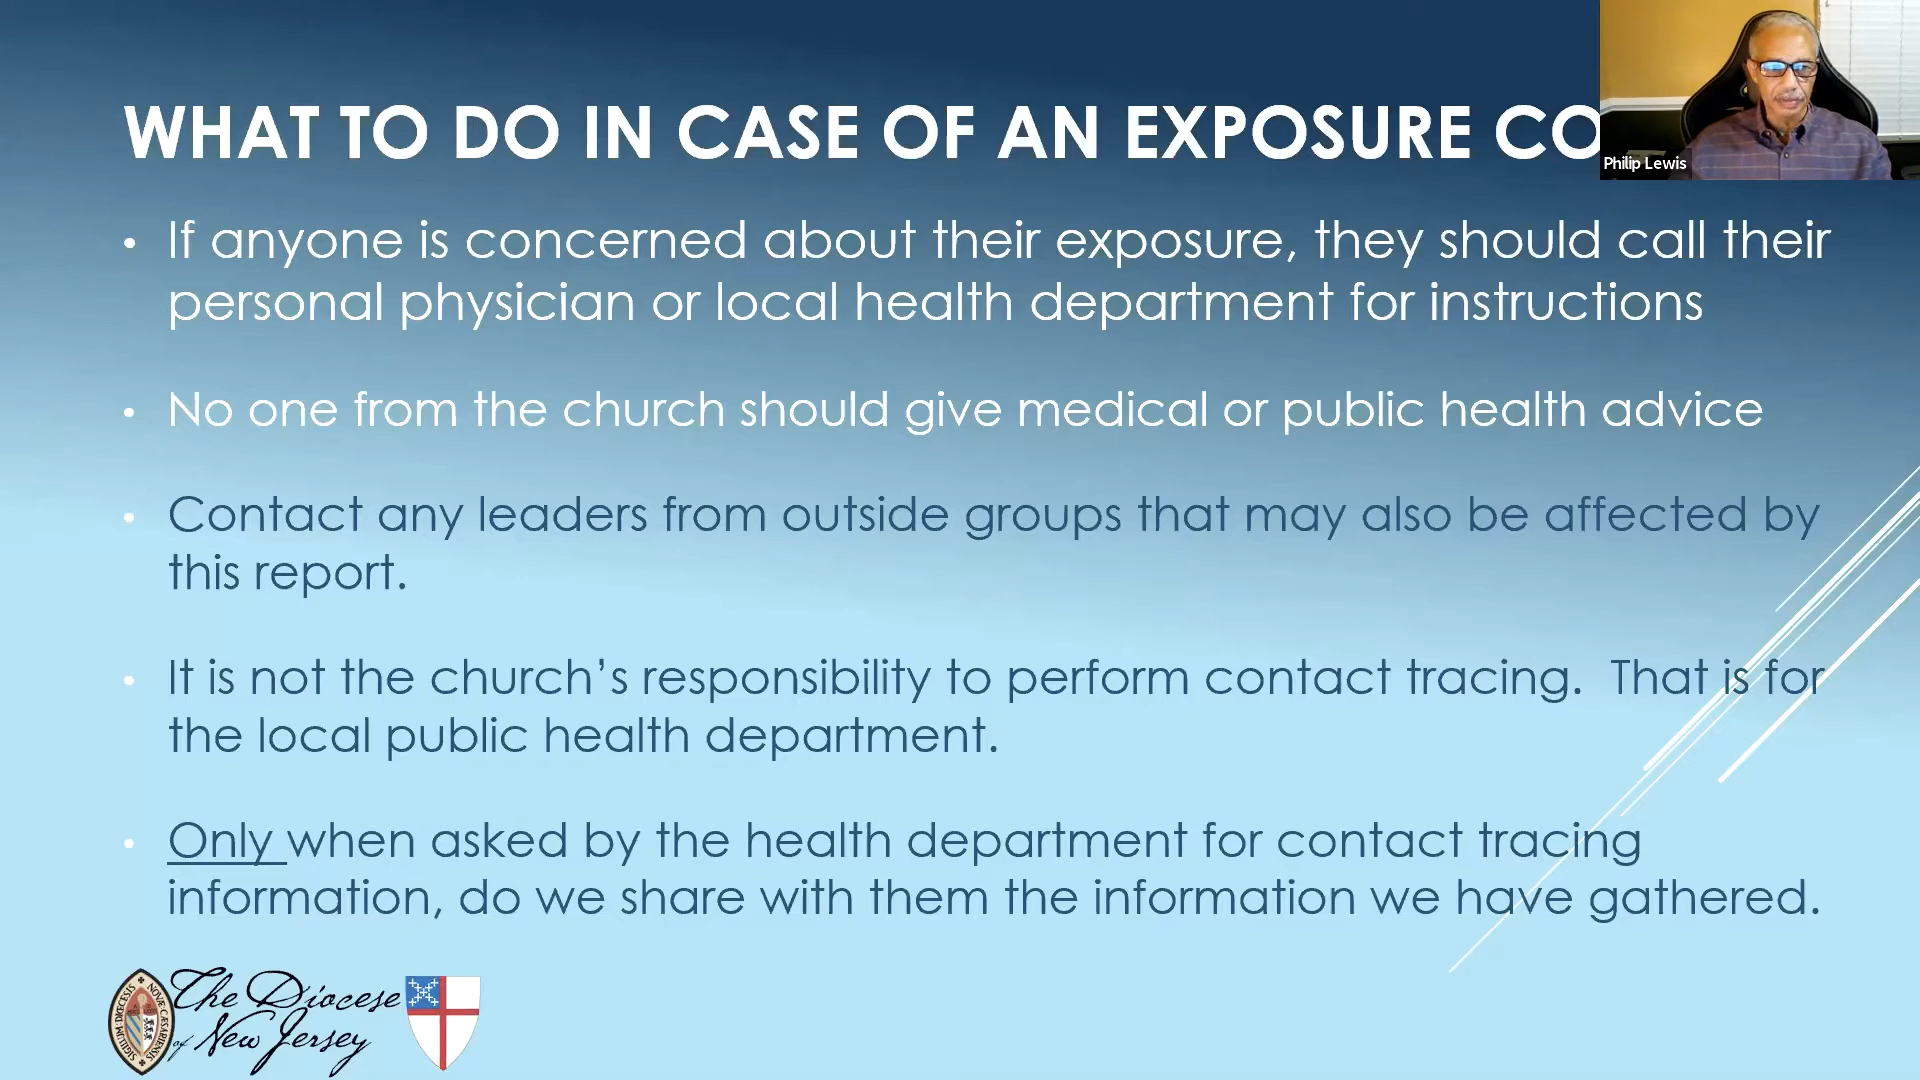 WHAT TO DO IN CASE OF AN EXPOSURE CO
Philip Lewis
• If anyone is concerned about their exposure, they should call their
personal physician or local health department for instructions
• No one from the church should give medical or public health advice
• Contact any leaders from outside groups that may also be affected by
this report.
• It is not the church’s responsibility to perform contact tracing.  That is for
the local public health department.
• Only when asked by the health department for contact tracing
information, do we share with them the information we have gathered.
The Diocese
of New Jersey